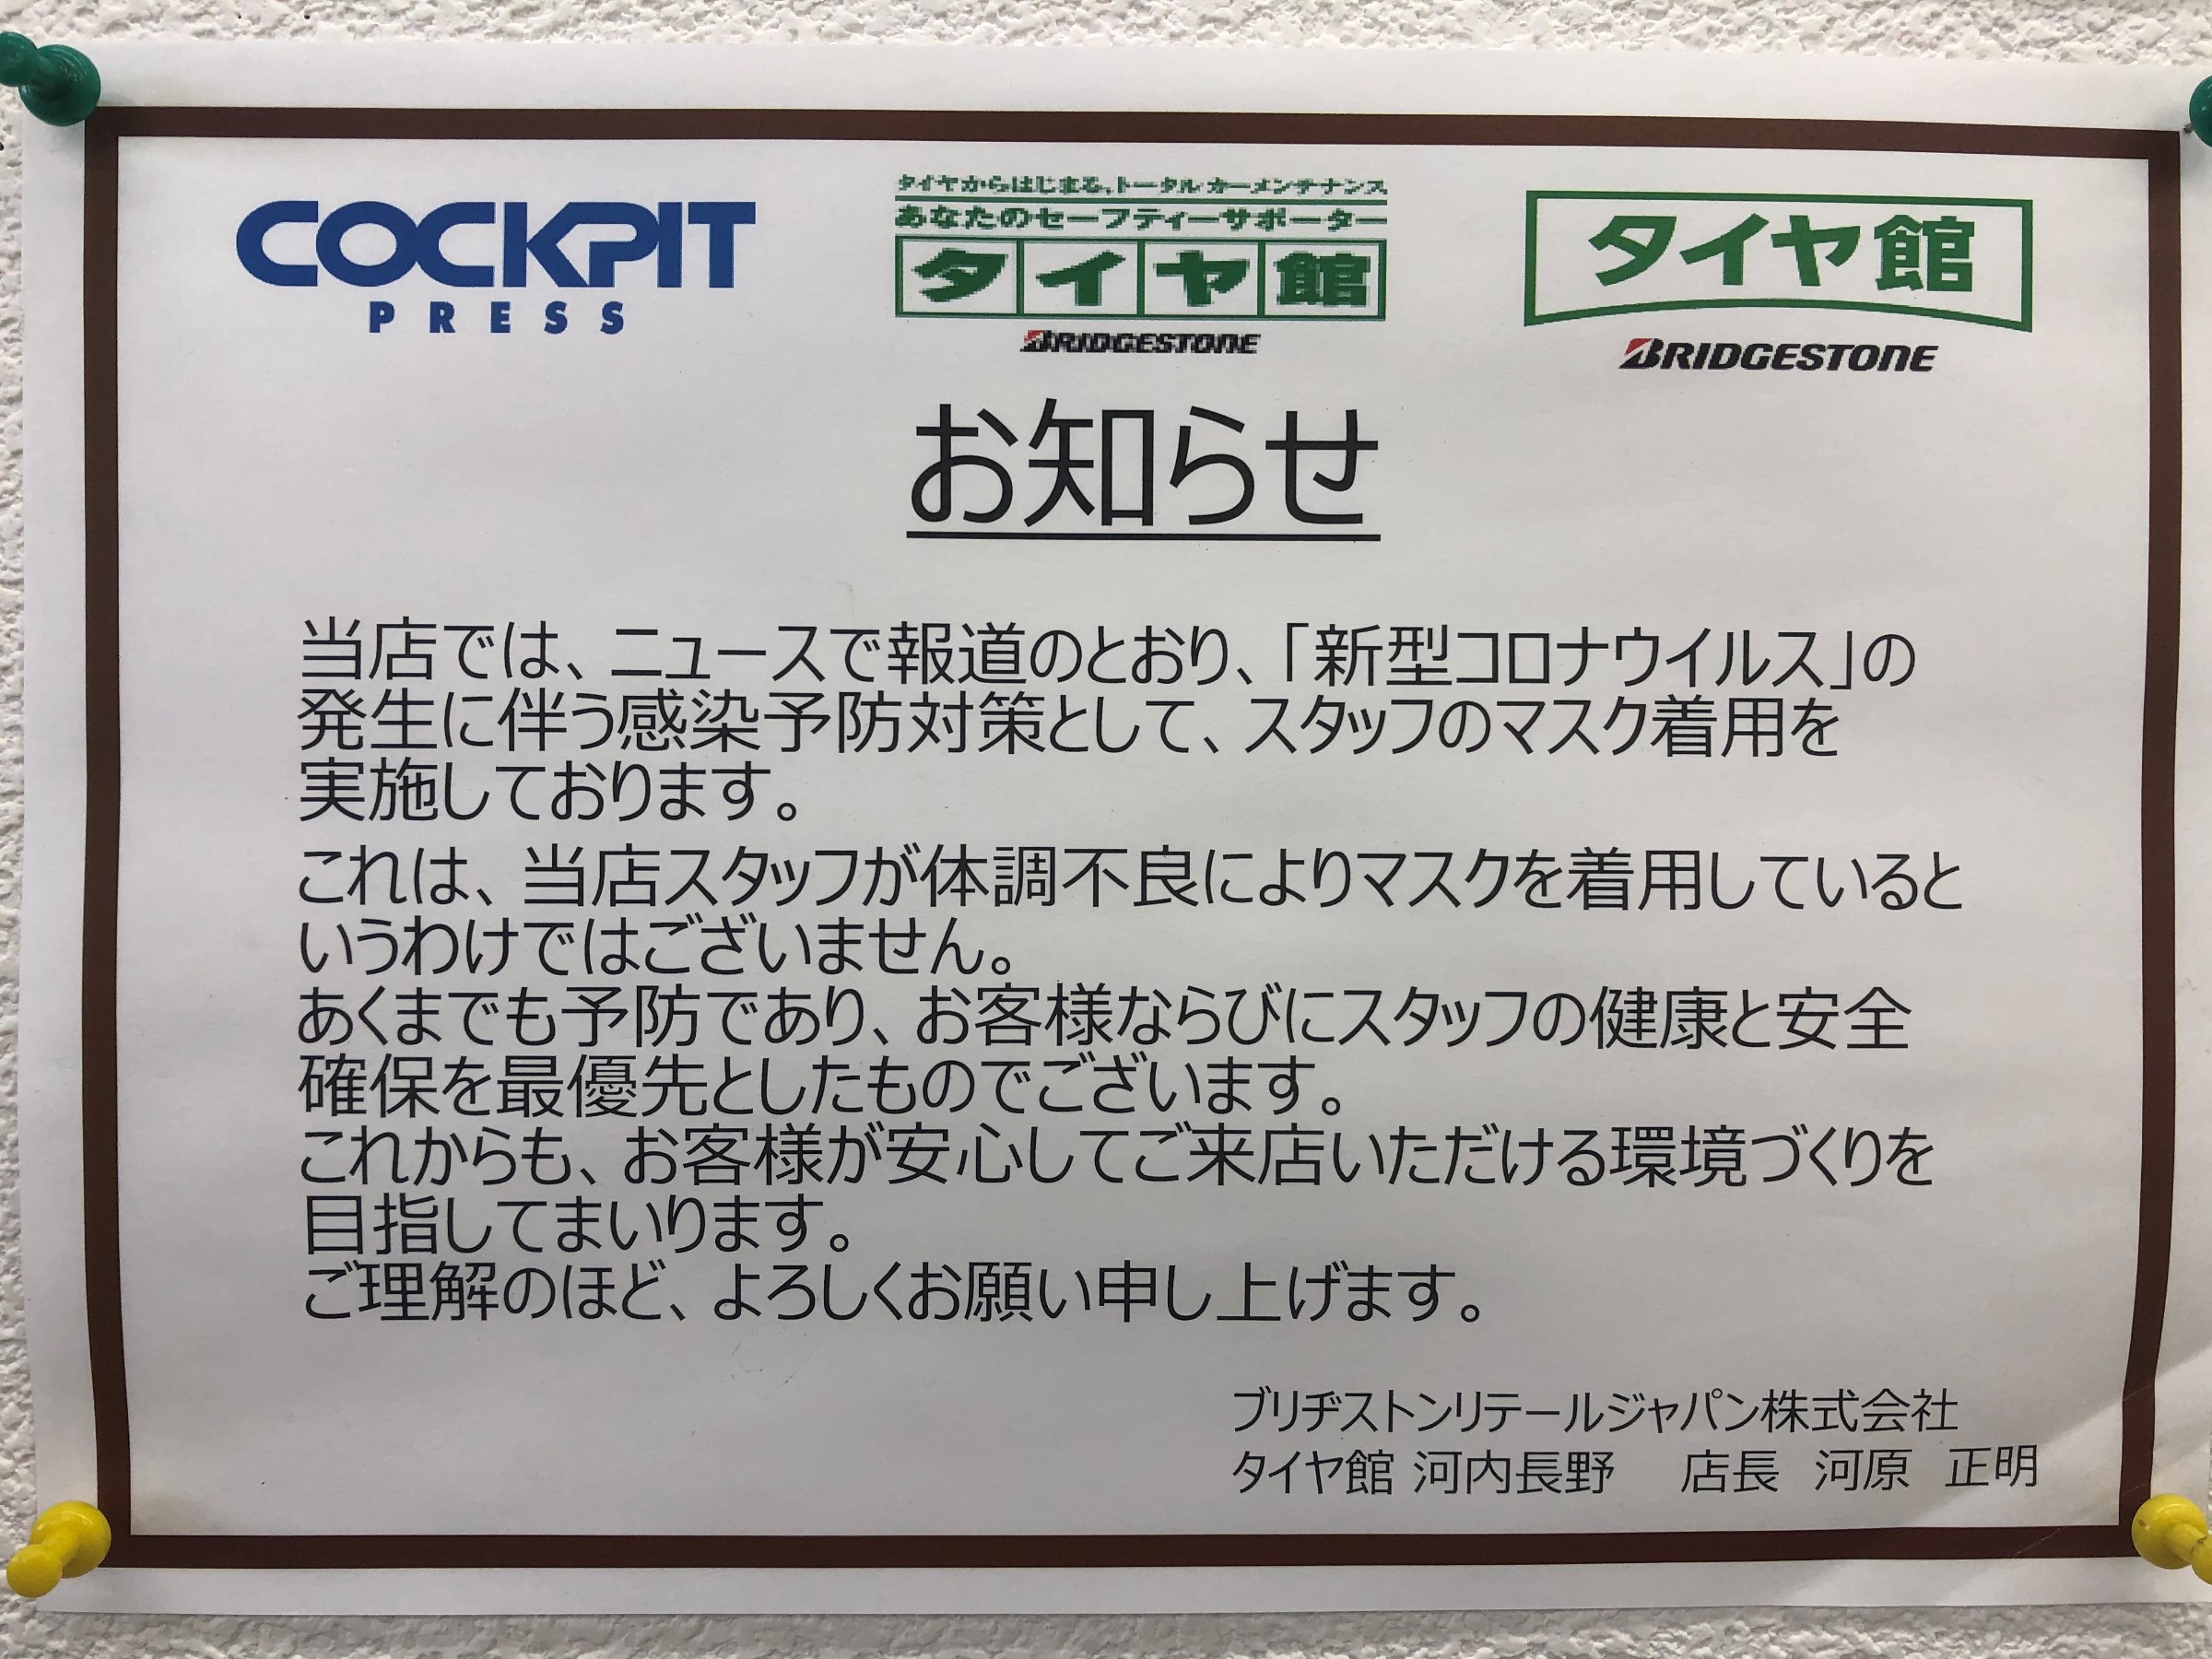 COCKPIT
PRESS
タイヤからはじまる、トータルカーメンテナンス
あなたのセーフティーサポーター
タイヤ館
BRIDGESTONE
タイヤ館
BRIDGESTONE
お知らせ
当店では、ニュースで報道のとおり、「新型コロナウイルス」の
発生に伴う感染予防対策として、スタッフのマスク着用を
実施しております。
これは、当店スタッフが体調不良によりマスクを着用していると
いうわけではございません。
あくまでも予防であり、お客様ならびにスタッフの健康と安全
確保を最優先としたものでございます。
これからも、お客様が安心してご来店いただける環境づくりを
目指してまいります。
ご理解のほど、よろしくお願い申し上げます。
ブリヂストンリテールジャパン株式会社
タイヤ館 河内長野　店長　河原　正明